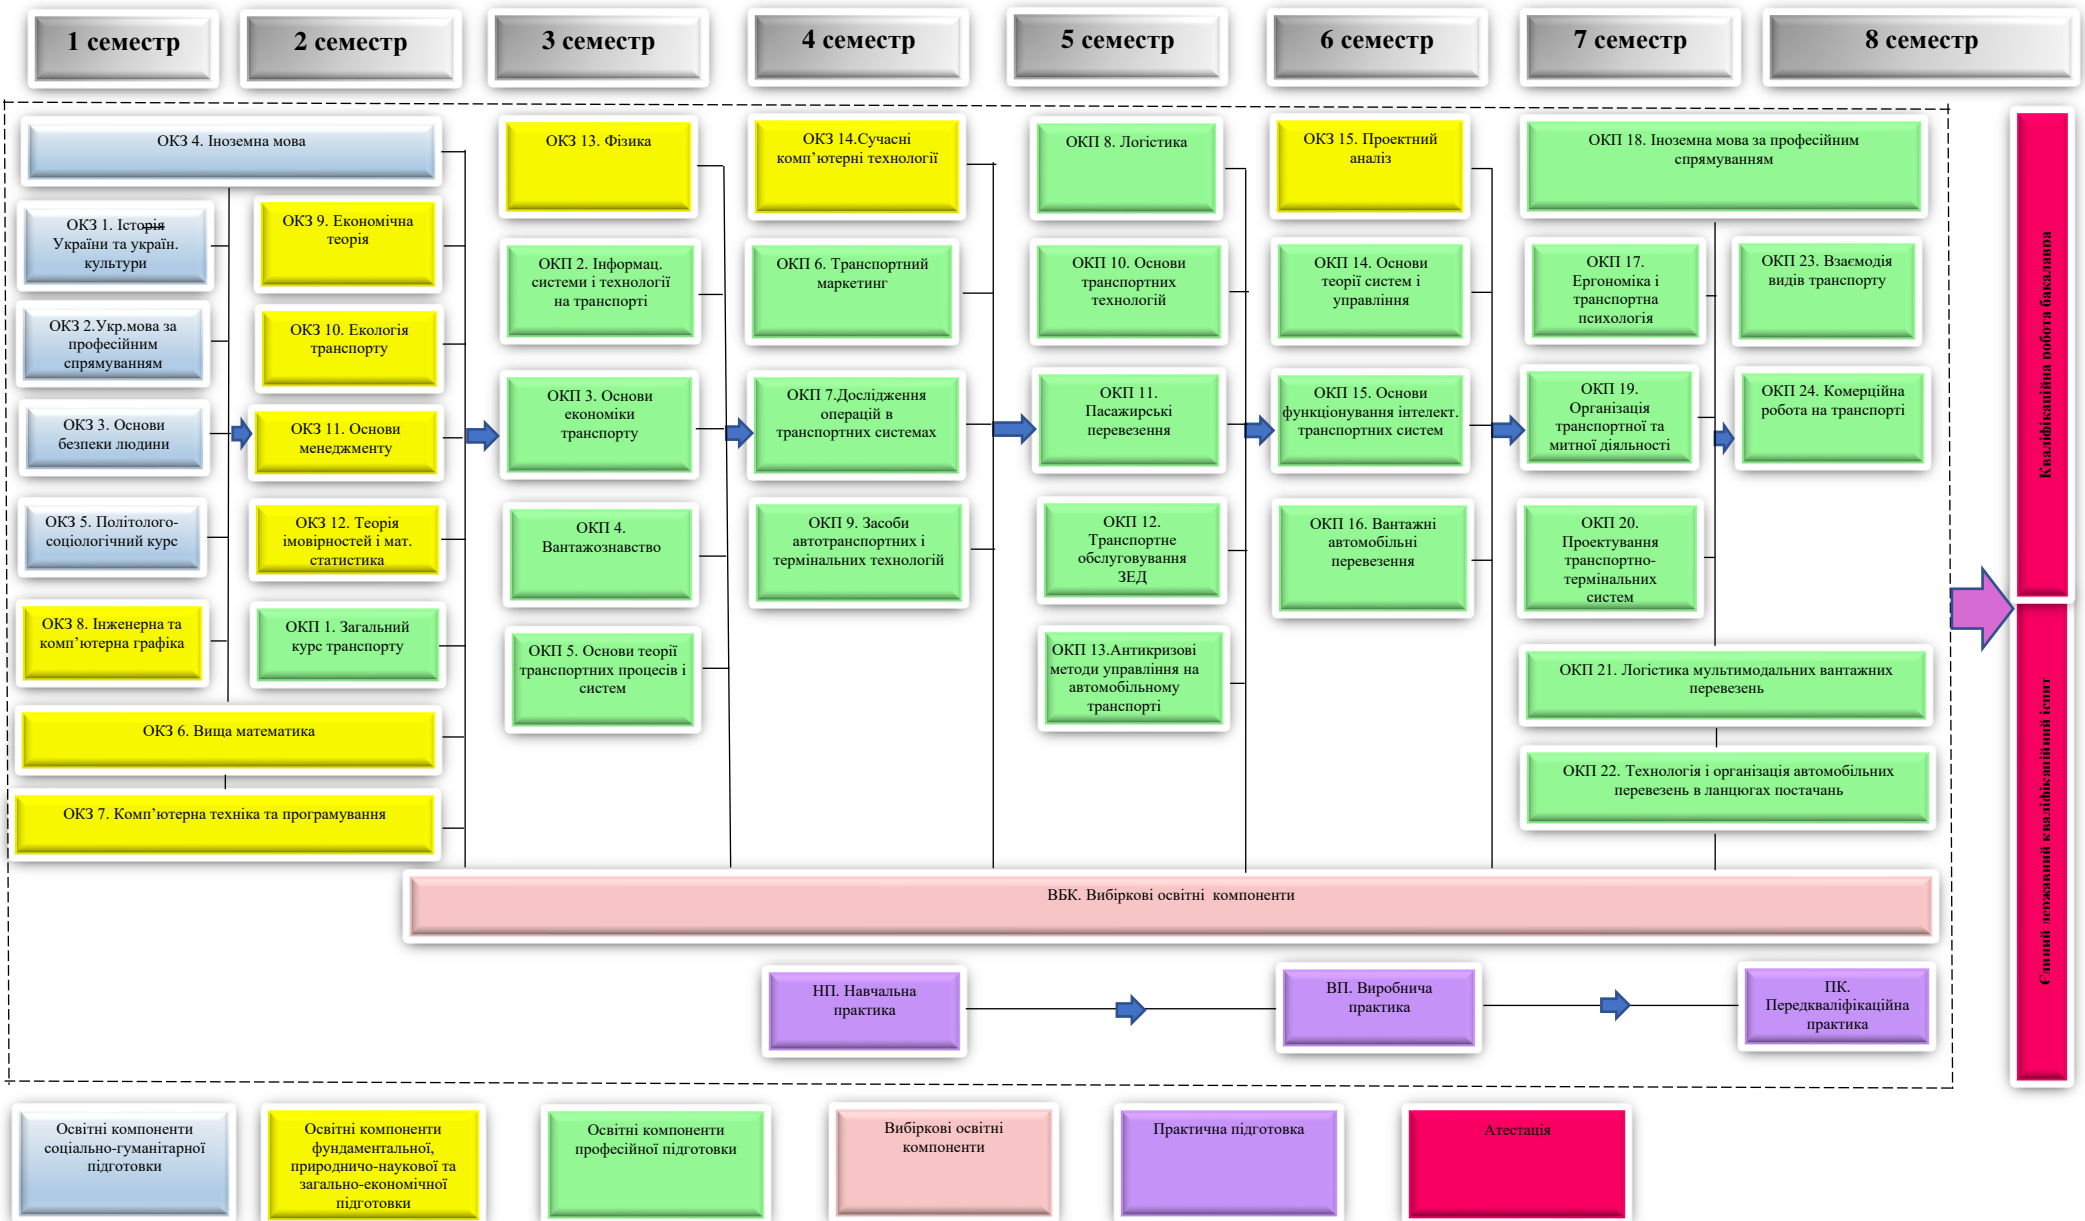 1 семестр
2 семестр
3 семестр
4 семестр
5 семестр
6 семестр
7 семестр
8 семестр
ОКЗ 4. Іноземна мова
ОКЗ 1. Історія
України та україн.
культури
ОКЗ 2.Укр.мова за
професійним
спрямуванням
ОКЗ 3. Основи
безпеки людини
ОКЗ 5. Політолого-
соціологічний курс
ОКЗ 8. Інженерна та
комп’ютерна графіка
ОКЗ 9. Економічна
теорія
ОКЗ 10. Екологія
транспорту
ОКЗ 11. Основи
менеджменту
ОКЗ 12. Теорія
імовірностей і мат.
статистика
ОКП 1. Загальний
курс транспорту
ОКЗ 6. Вища математика
ОКЗ 7. Комп’ютерна техніка та програмування
ОКЗ 13. Фізика
ОКП 2. Інформац.
системи і технології
на транспорті
ОКП 3. Основи
економіки
транспорту
ОКП 4.
Вантажознавство
ОКП 5. Основи теорії
транспортних процесів і
систем
ОКЗ 14.Сучасні
комп’ютерні технології
ОКП 6. Транспортний
маркетинг
ОКП 7.Дослідження
операцій в
транспортних системах
ОКП 9. Засоби
автотранспортних і
термінальних технологій
ОКП 8. Логістика
ОКП 10. Основи
транспортних
технологій
ОКП 11.
Пасажирські
перевезення
ОКП 12.
Транспортне
обслуговування
ЗЕД
ОКП 13.Антикризові
методи управління на
автомобільному
транспорті
ОКЗ 15. Проектний
аналіз
ОКП 14. Основи
теорії систем і
управління
ОКП 15. Основи
функціонування інтелект.
транспортних систем
ОКП 16. Вантажні
автомобільні
перевезення
ОКП 18. Іноземна мова за професійним
спрямуванням
ОКП 17.
Ергономіка і
транспортна
психологія
ОКП 19.
Організація
транспортної та
митної діяльності
ОКП 20.
Проектування
транспортно-
термінальних
систем
ОКП 23. Взаємодія
видів транспорту
ОКП 24. Комерційна
робота на транспорті
ОКП 21. Логістика мультимодальних вантажних
перевезень
ОКП 22. Технологія і організація автомобільних
перевезень в ланцюгах постачань
ВБК. Вибіркові освітні компоненти
НП. Навчальна
практика
ВП. Виробнича
практика
ПК.
Передкваліфікаційна
практика
Кваліфікаційна робота бакалавра
Єдиний державний кваліфікаційний іспит
Освітні компоненти
соціально-гуманітарної
підготовки
Освітні компоненти
фундаментальної,
природничо-наукової та
загально-економічної
підготовки
Освітні компоненти
професійної підготовки
Вибіркові освітні
компоненти
Практична підготовка
Атестація